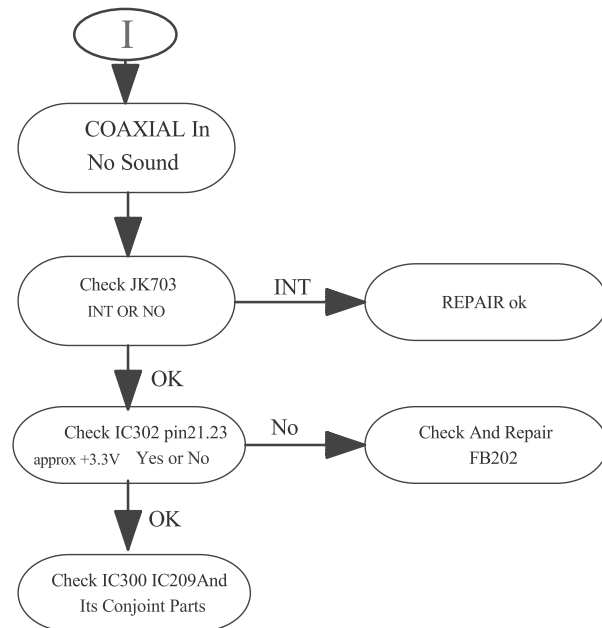 I
COAXIAL In
No Sound
Check JK703
INT OR NO
INT
REPAIR ok
OK
Check IC302 pin21.23
approx +3.3V Yes or No
No
Check And Repair
FB202
OK
Check IC300 IC209And
Its Conjoint Parts